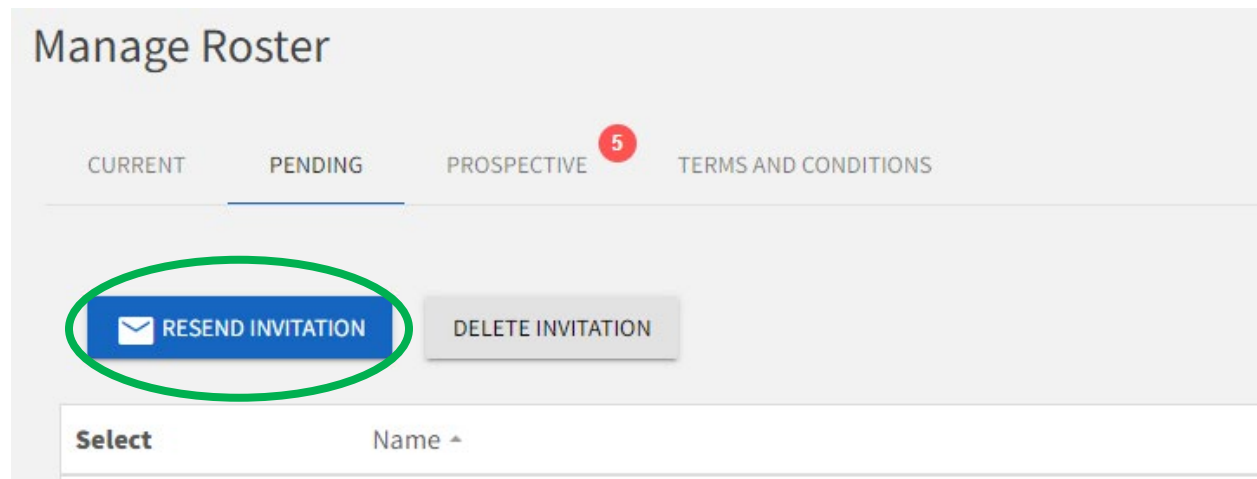 Manage Roster
CURRENT PENDING PROSPECTIVE 5 TERMS AND CONDITIONS
RESEND INVITATION DELETE INVITATION
Select Name